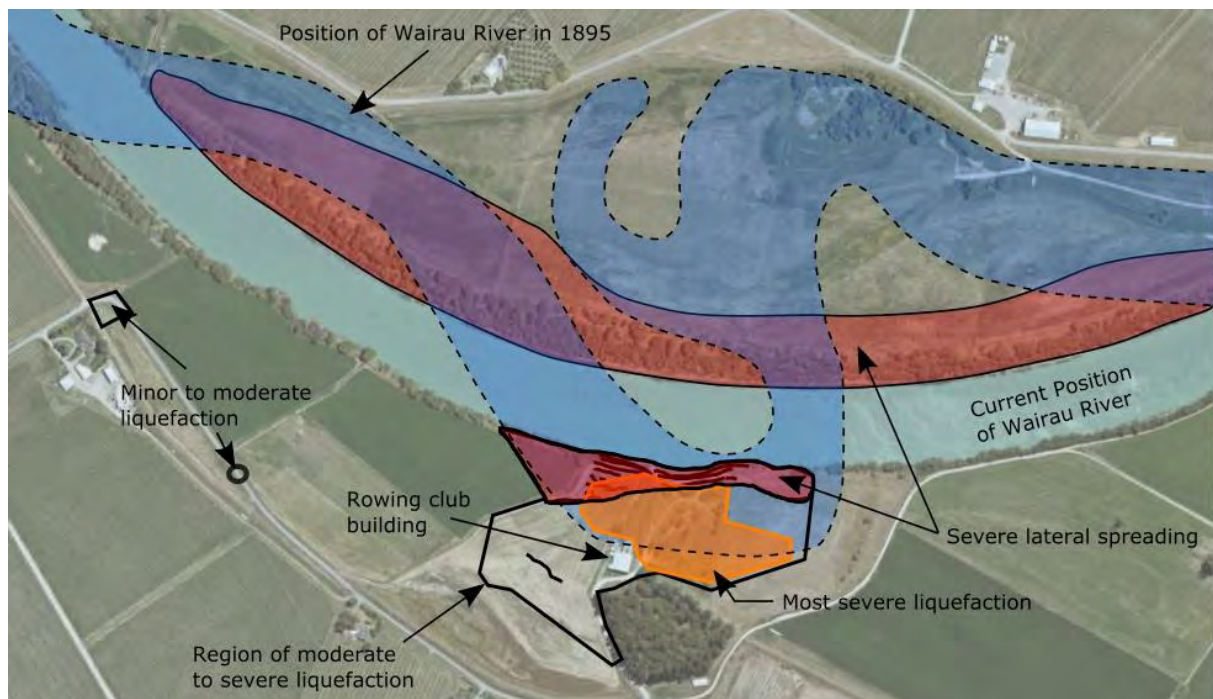 Position of Wairau River in 1895
Minor to moderate
liquefaction
Current Position
of Wairau River
Rowing club
building
Severe lateral spreading
Most severe liquefaction
Region of moderate
to severe liquefaction